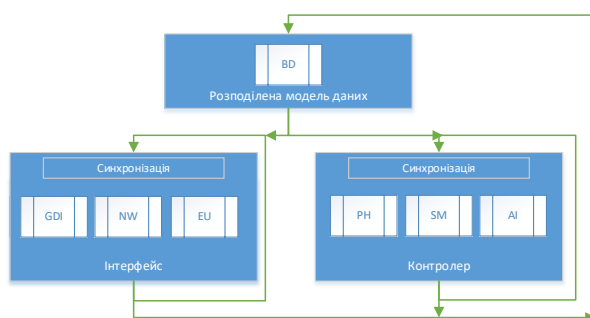 BD
Розподілена модель даних
Синхронізація
GDI NW EU
Інтерфейс
Синхронізація
PH SM AI
Контролер